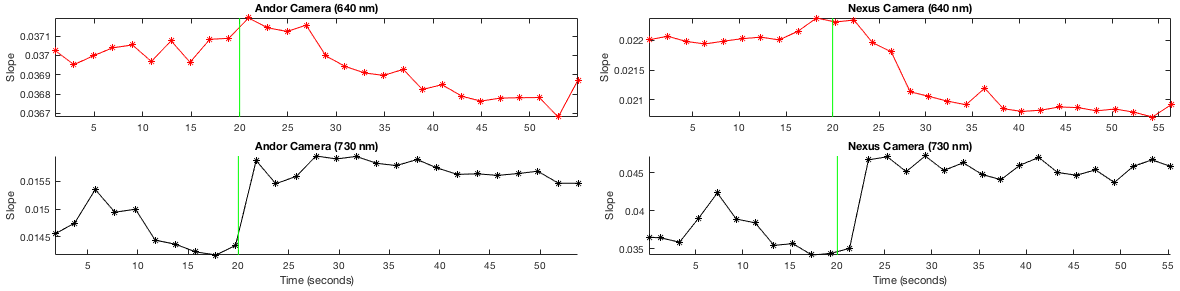 Andor Camera (640 nm)
0.0371
0.037
0.0369
0.0368
0.0367
Slope
5 10 15 20 25 30 35 40 45 50
Nexus Camera (640 nm)
0.022
0.0215
0.021
Slope
5 10 15 20 25 30 35 40 45 50 55
Andor Camera (730 nm)
0.0155
0.015
0.0145
Slope
5 10 15 20 25 30 35 40 45 50
Time (seconds)
Nexus Camera (730 nm)
0.045
0.04
0.035
Slope
5 10 15 20 25 30 35 40 45 50 55
Time (seconds)